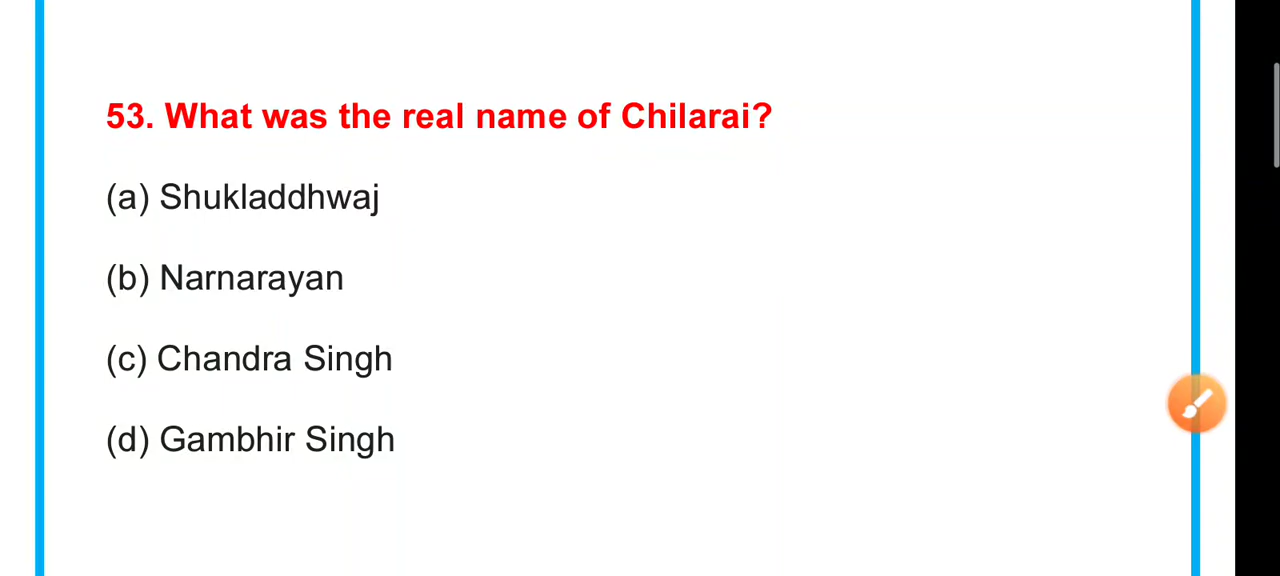 53. What was the real name of Chilarai?
(a) Shukladdhwaj
(b) Narnarayan
(c) Chandra Singh
(d) Gambhir Singh